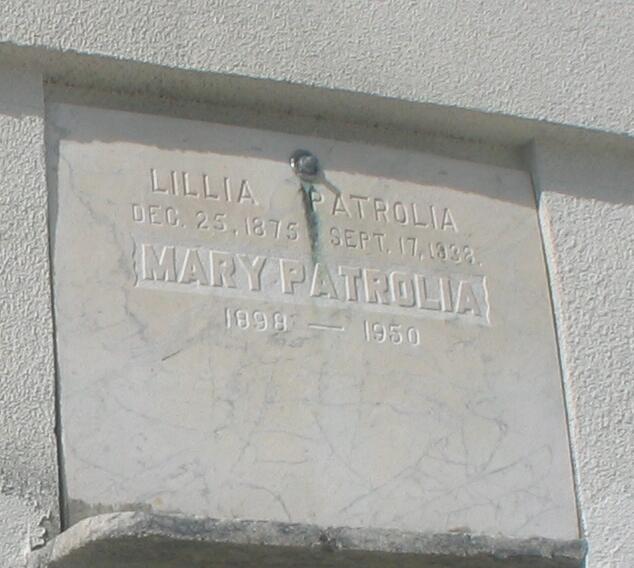 LILLIA PATROLIA
DEC. 25, 1875 SEPT. 17, 1938.
MARY PATROLIA
1898 — 1950